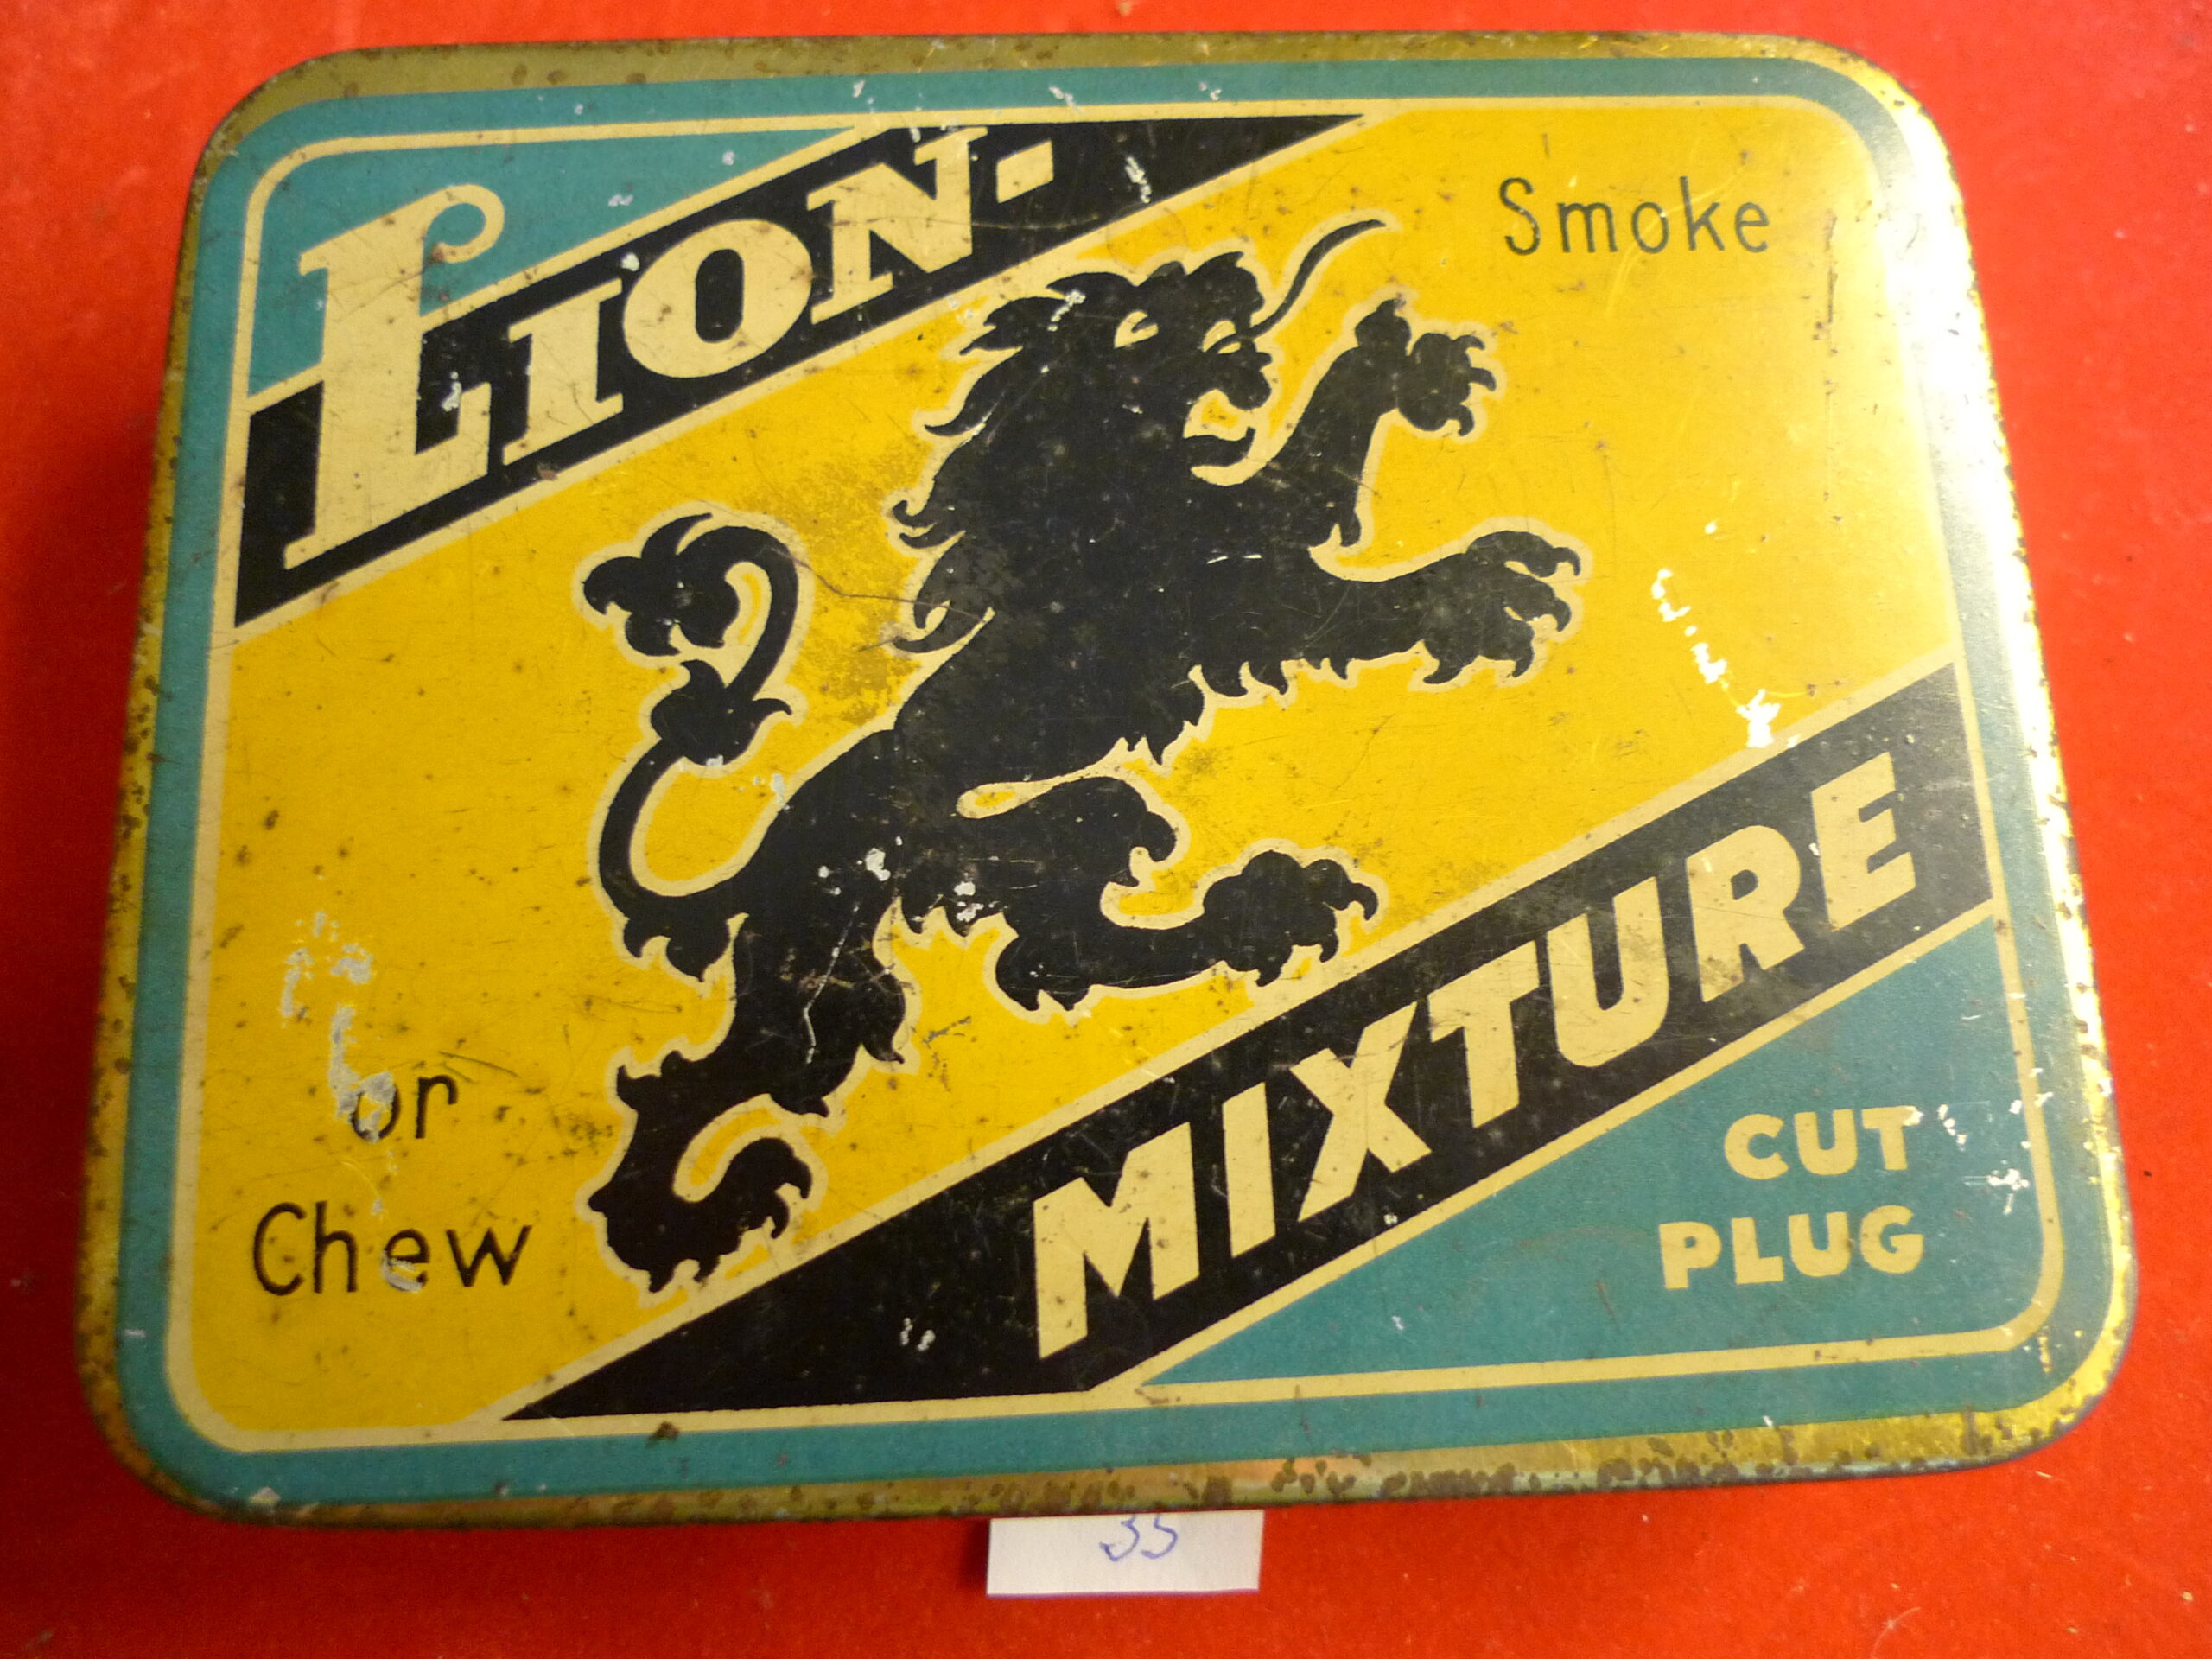 LION-
Smoke
or
Chew
MIXTURE
CUT
PLUG
35